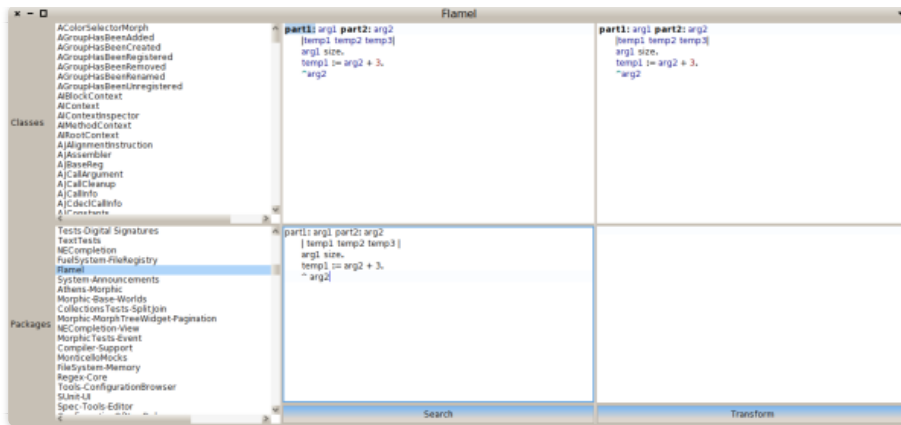 Flamel
Classes
AColorSelectorMorph
AGroupHasBeenAdded
AGroupHasBeenCreated
AGroupHasBeenRegistered
AGroupHasBeenRemoved
AGroupHasBeenRenamed
AGroupHasBeenUnregistered
AIBlockContext
AIContext
AIContextInspector
AIMethodContext
AIRootContext
AjAlignmentInstruction
AjAssembler
AjBaseReg
AjCallArgument
AjCallCleanup
AjCallInfo
AjCdeclCallInfo
AjConstants
part1: arg1 part2: arg2
|temp1 temp2 temp3|
arg1 size.
temp1 := arg2 + 3.
^arg2
part1: arg1 part2: arg2
|temp1 temp2 temp3|
arg1 size.
temp1 := arg2 + 3.
^arg2
Packages
Tests-Digital Signatures
TextTests
NECompletion
FuelSystem-FileRegistry
Flamel
System-Announcements
Athens-Morphic
Morphic-Base-Worlds
CollectionsTests-SplitJoin
Morphic-MorphTreeWidget-Pagination
NECompletion-View
MorphicTests-Event
Compiler-Support
MonticelloMocks
FileSystem-Memory
Regex-Core
Tools-ConfigurationBrowser
SUnit-UI
Spec-Tools-Editor
part1: arg1 part2: arg2
| temp1 temp2 temp3 |
arg1 size.
temp1 := arg2 + 3.
^ arg2
Search
Transform